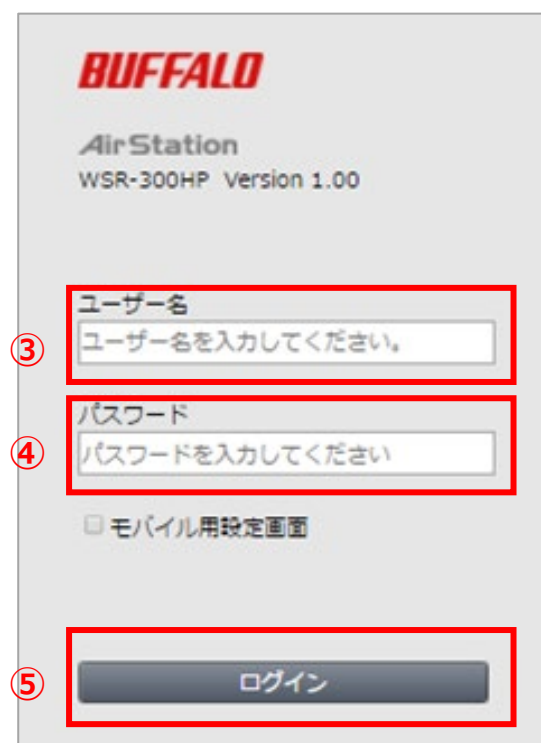 BUFFALO
AirStation
WSR-300HP Version 1.00
ユーザー名
③ ユーザー名を入力してください。
パスワード
④ パスワードを入力してください
モバイル用設定画面
⑤ ログイン